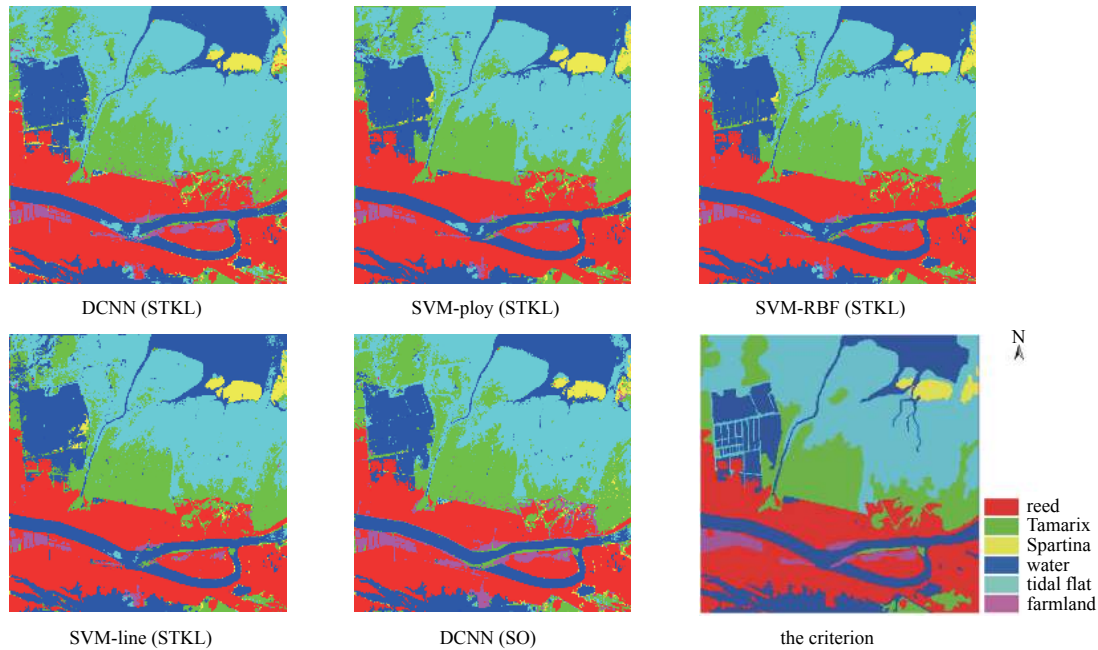 DCNN (STKL)
SVM-ploy (STKL)
SVM-RBF (STKL)
N
reed
Tamarix
Spartina
water
tidal flat
farmland
SVM-line (STKL)
DCNN (SO)
the criterion